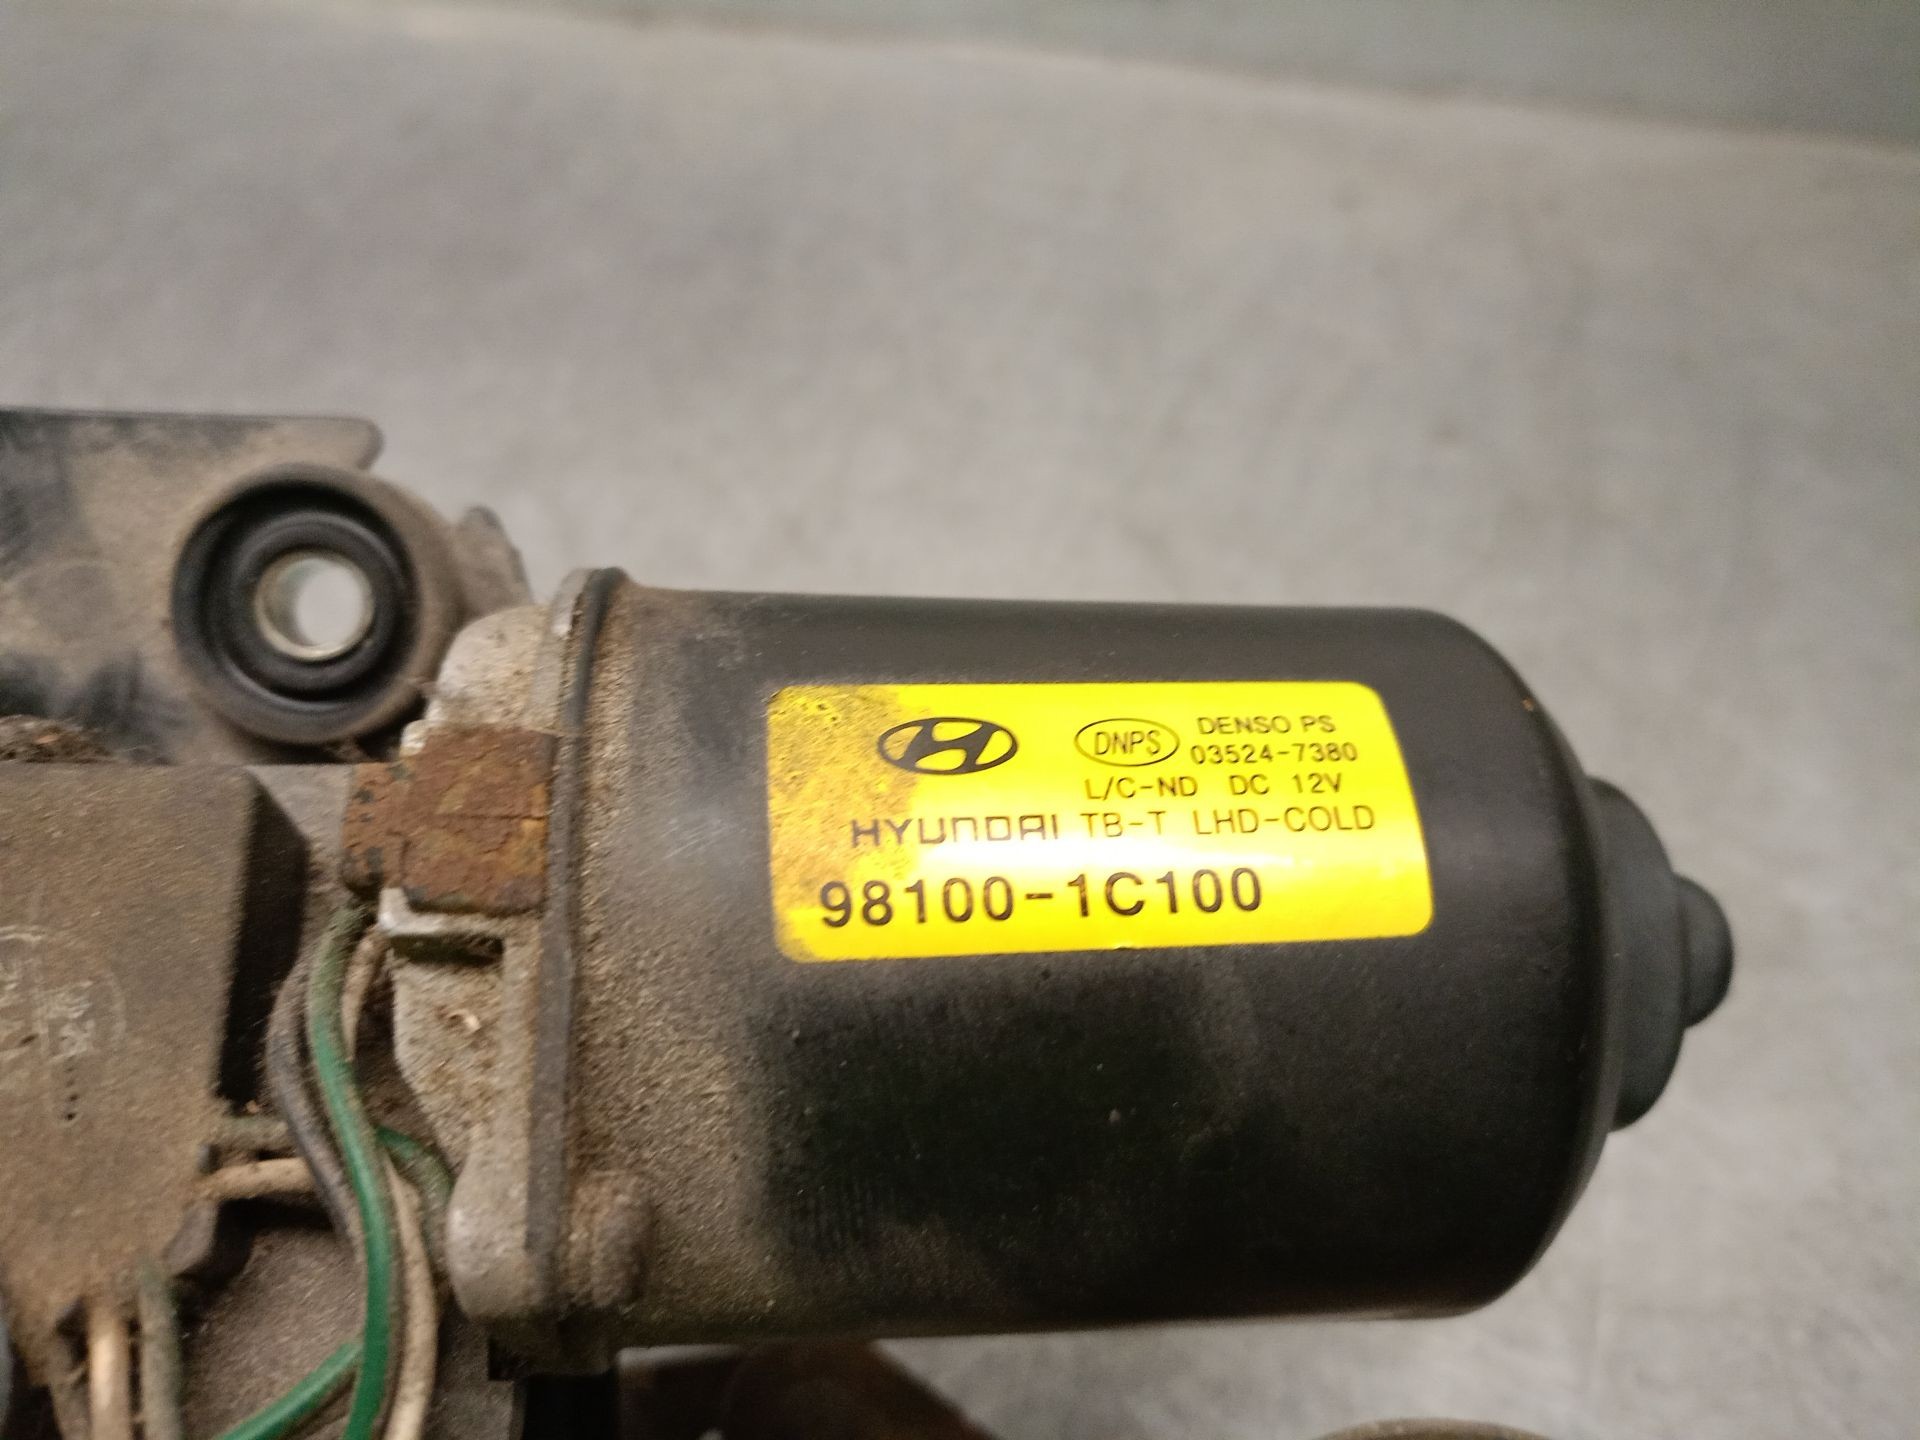 DNPS DENSO PS
03524-7380
L/C-ND DC 12V
HYUNDAI TB-T LHD-COLD
98100-1C100